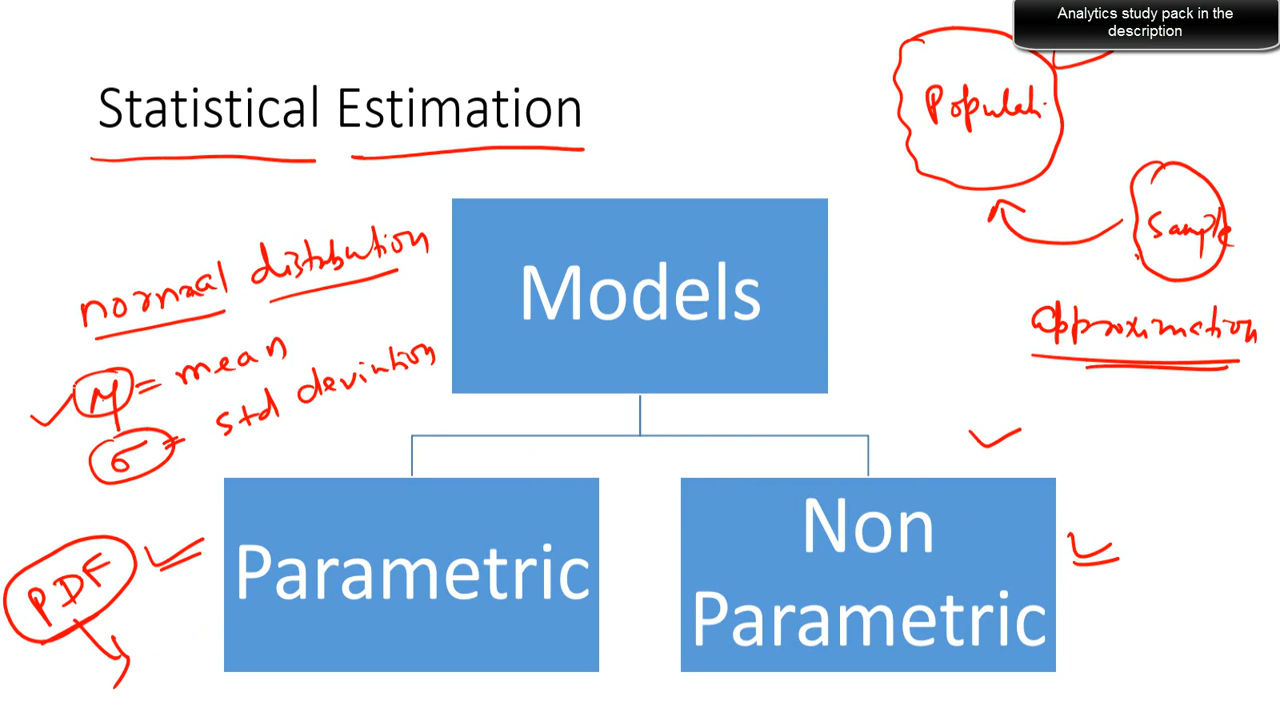 Analytics study pack in the
description
Statistical Estimation
Populati
Sample
approximation
normal distribution
μ = mean
σ = std deviation
PDF
Models
Parametric
Non
Parametric